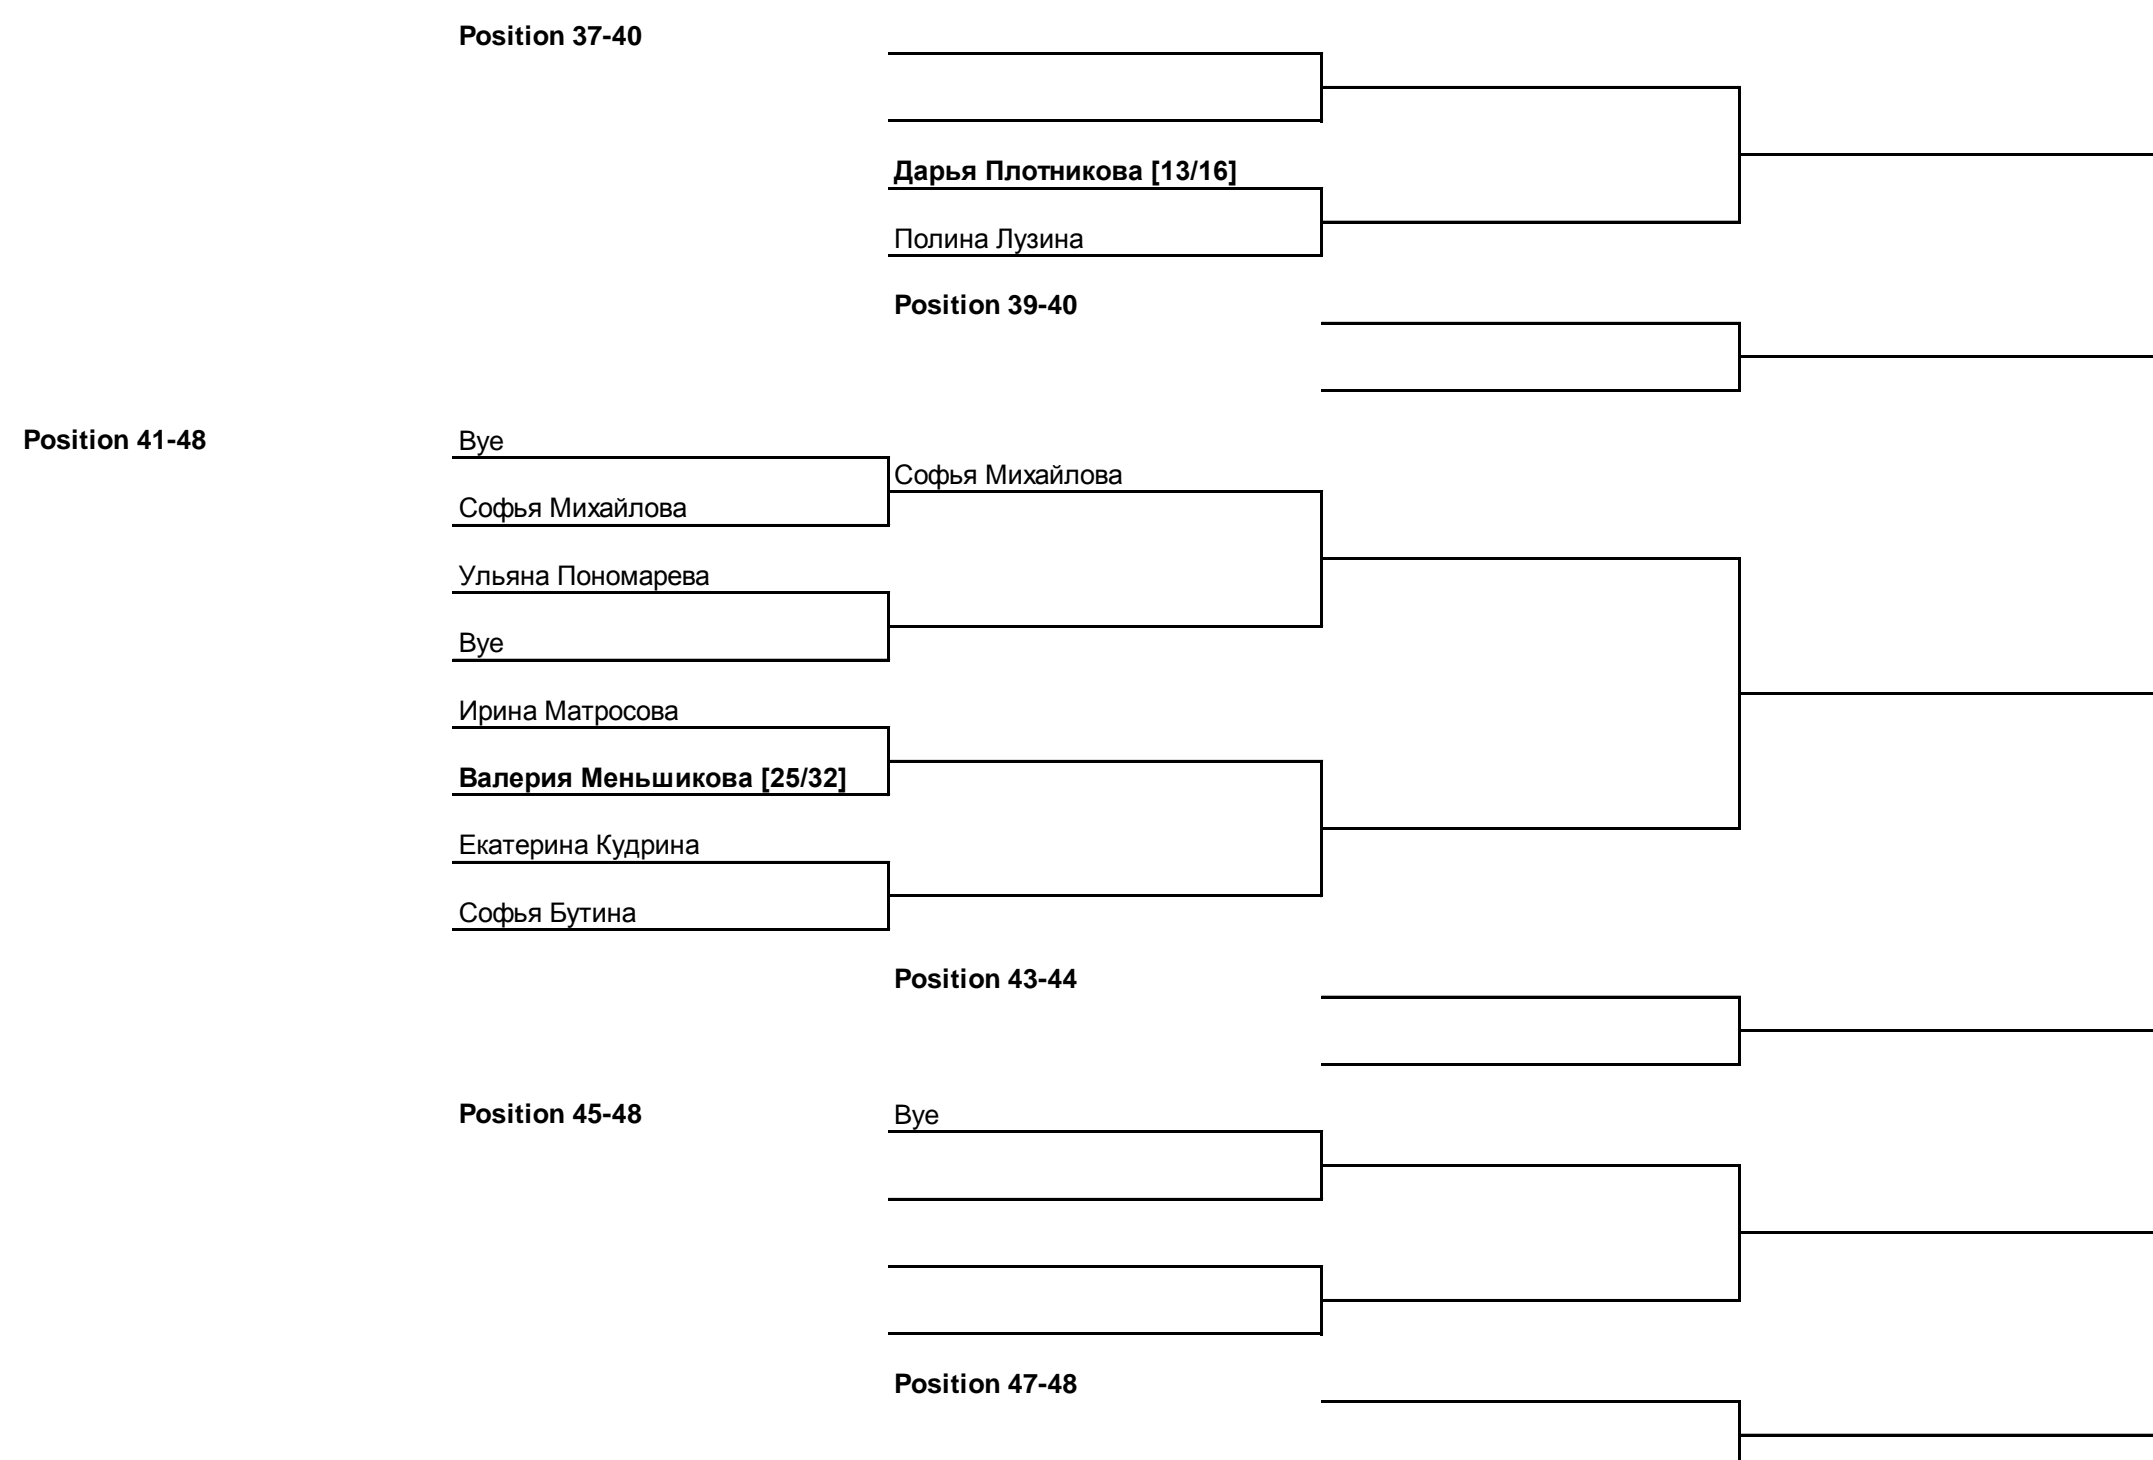 Position 37-40
Дарья Плотникова [13/16]
Полина Лузина
Position 39-40
Position 41-48
Bye
Софья Михайлова
Софья Михайлова
Ульяна Пономарева
Bye
Ирина Матросова
Валерия Меньшикова [25/32]
Екатерина Кудрина
Софья Бутина
Position 43-44
Position 45-48
Bye
Position 47-48